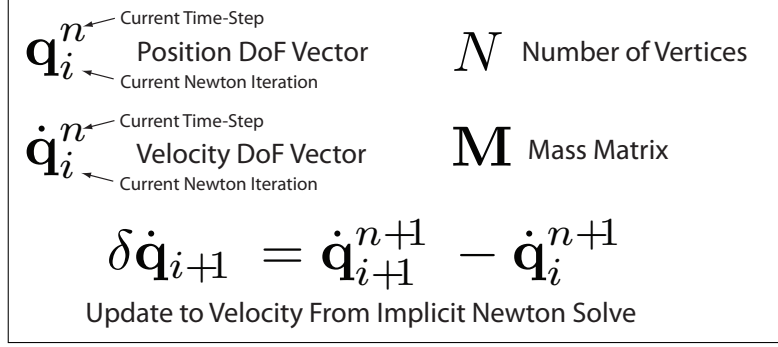 Current Time-Step
q_i^n Position DoF Vector
Current Newton Iteration
N Number of Vertices
Current Time-Step
q̇_i^n Velocity DoF Vector
Current Newton Iteration
M Mass Matrix
δq̇_{i+1} = q̇_{i+1}^{n+1} − q̇_i^{n+1}
Update to Velocity From Implicit Newton Solve